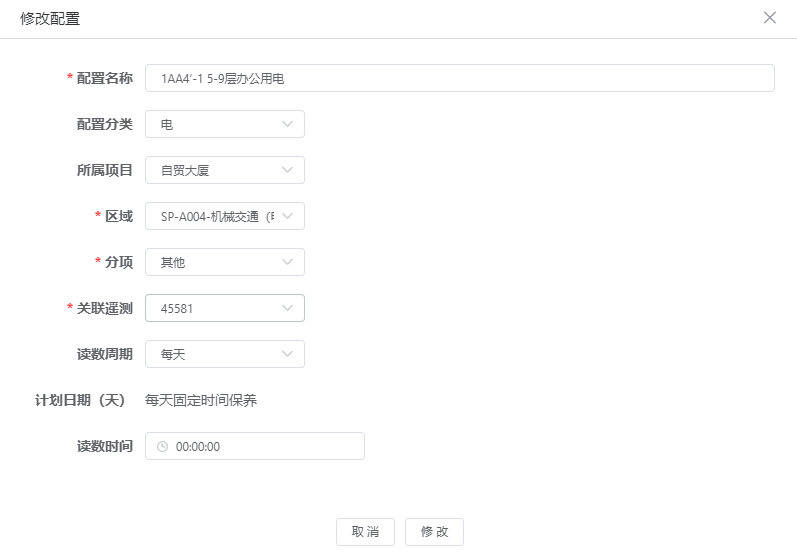 修改配置
* 配置名称 1AA4'-1 5-9层办公用电
配置分类 电
所属项目 自贸大厦
* 区域 SP-A004-机械交通（
* 分项 其他
* 关联遥测 45581
读数周期 每天
计划日期（天） 每天固定时间保养
读数时间 00:00:00
取 消 修 改